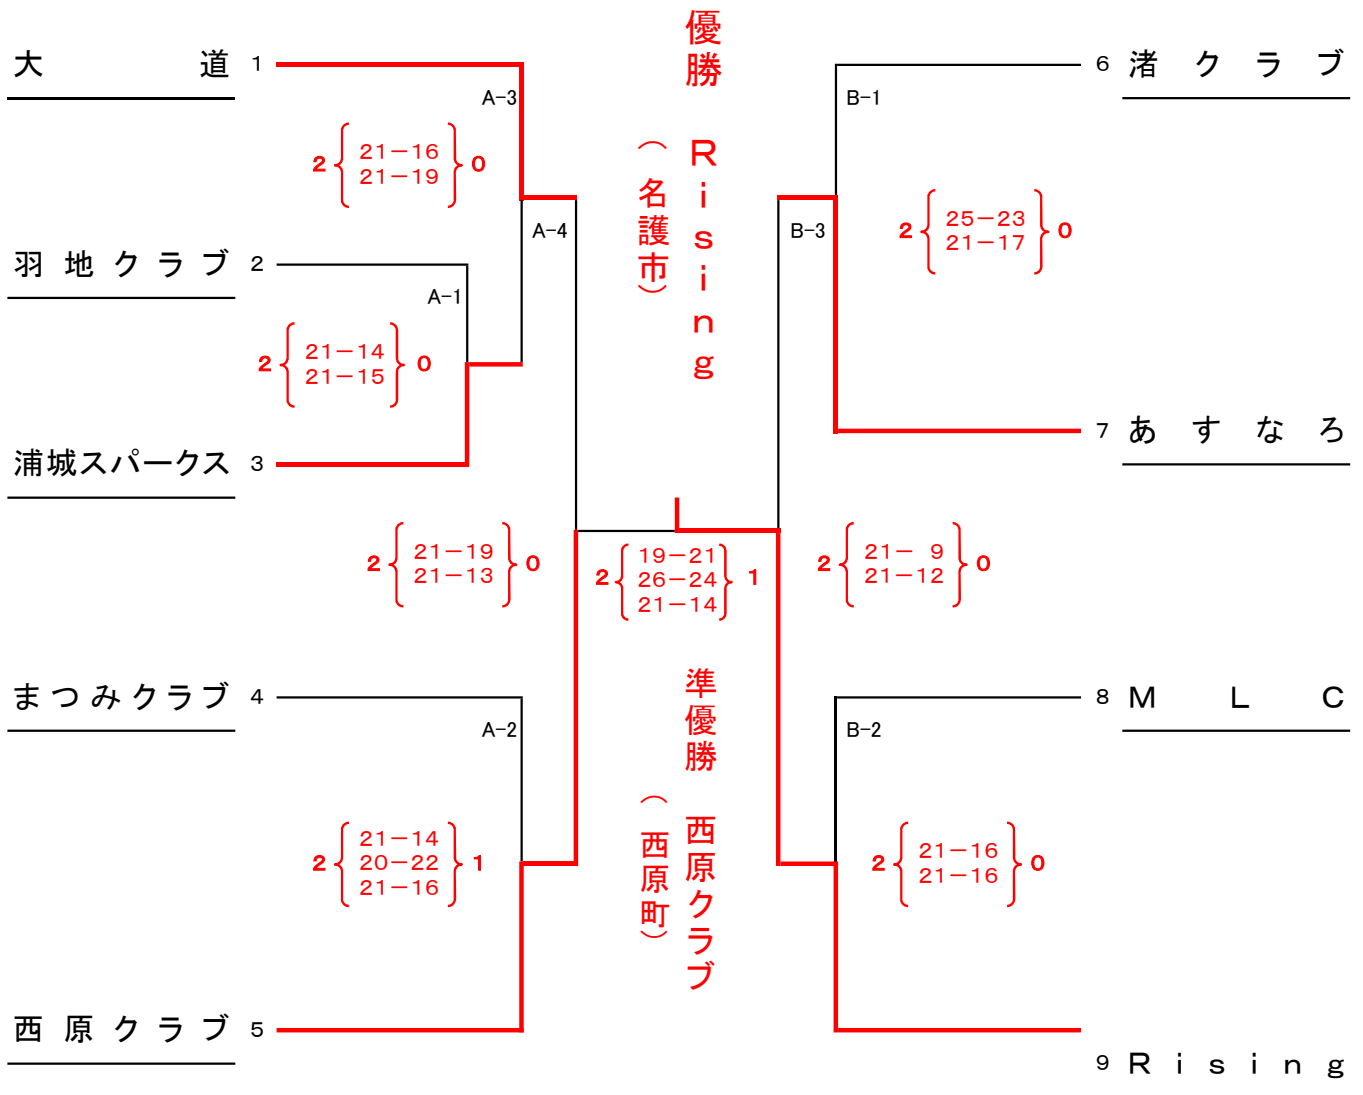 大道 1
A-3
2 21-16 0
21-19
羽地クラブ 2
A-1
2 21-14 0
21-15
浦城スパークス 3
A-4
2 21-19 0
21-13
まつみクラブ 4
A-2
2 21-14 1
20-22
21-16
西原クラブ 5
優勝 Rising
(名護市)
2 19-21 1
26-24
21-14
準優勝 西原クラブ
(西原町)
6 渚クラブ
B-1
2 25-23 0
21-17
B-3
7 あすなろ
2 21- 9 0
21-12
8 MLC
B-2
2 21-16 0
21-16
9 Rising